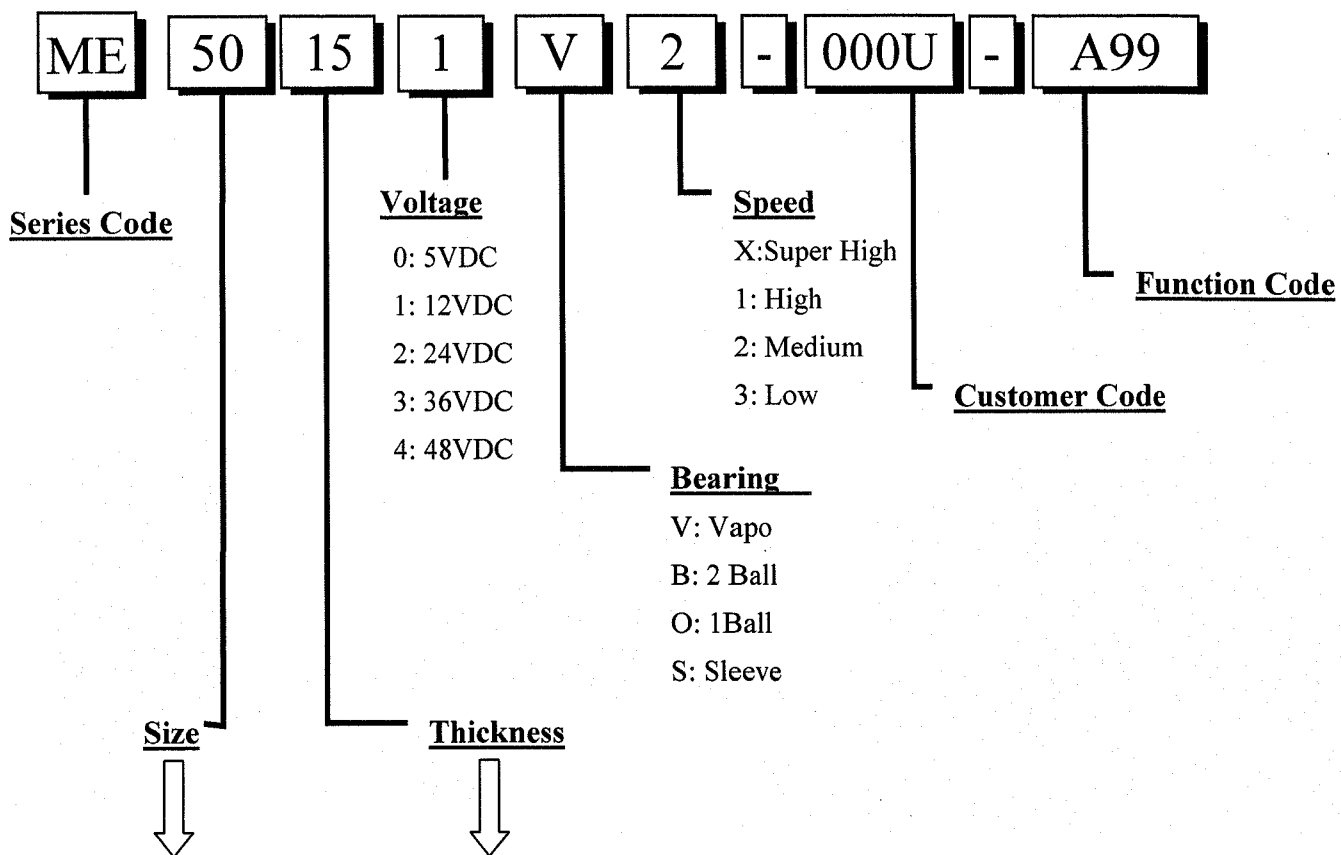 ME 50 15 1 V 2 - 000U - A99
Series Code
Voltage
0: 5VDC
1: 12VDC
2: 24VDC
3: 36VDC
4: 48VDC
Speed
X:Super High
1: High
2: Medium
3: Low
Function Code
Customer Code
Bearing
V: Vapo
B: 2 Ball
O: 1Ball
S: Sleeve
Size
Thickness